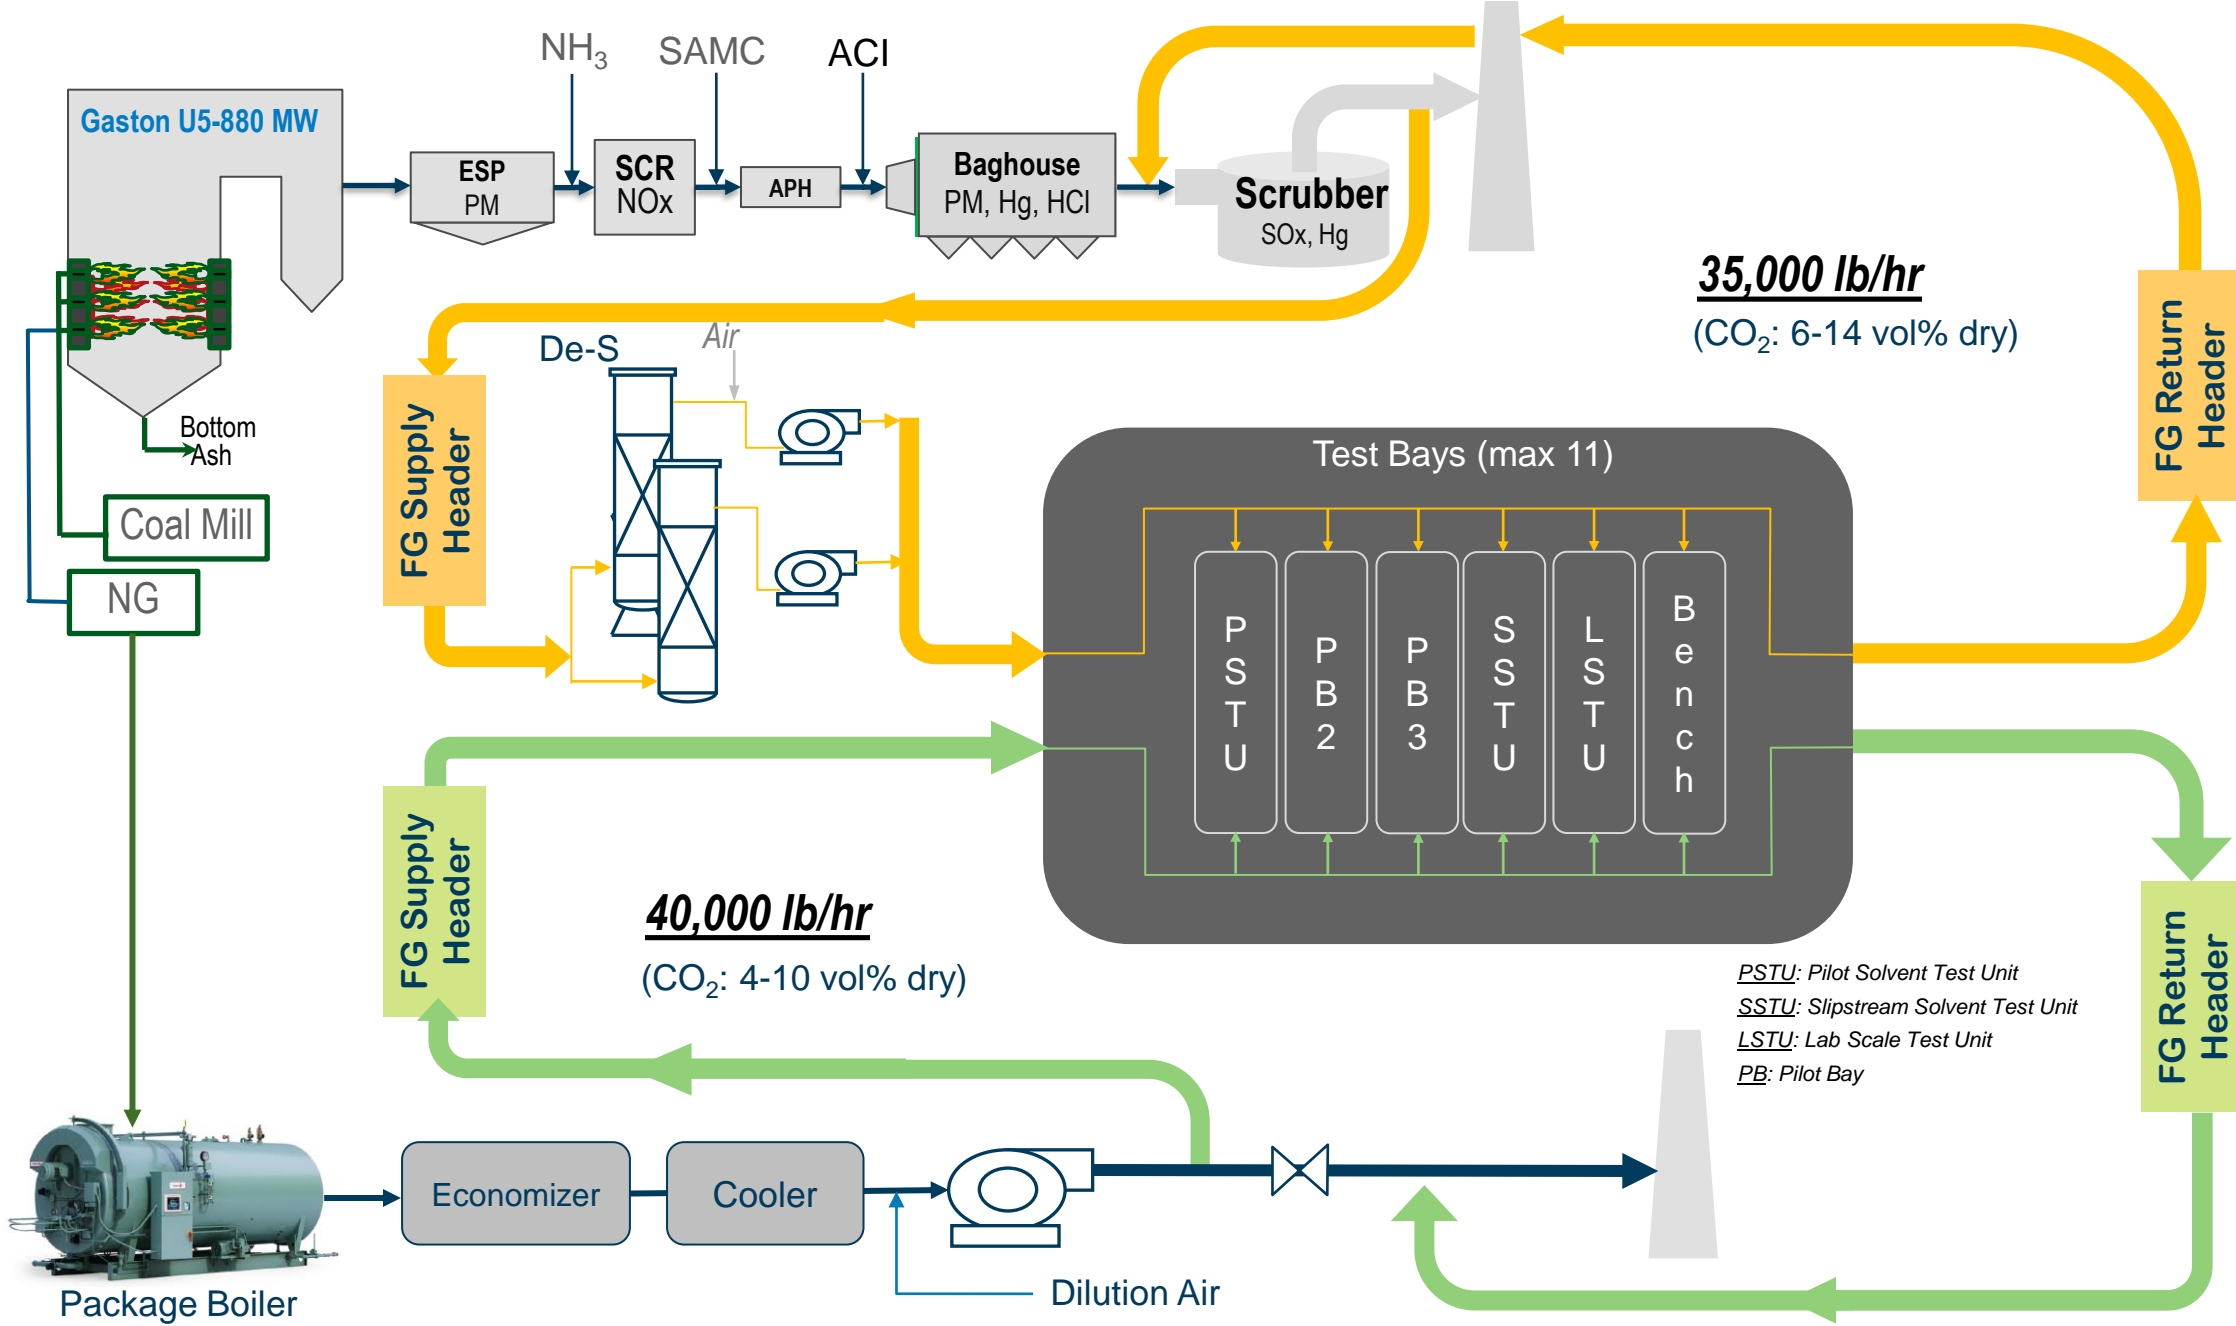 NH3
SAMC
ACI
Gaston U5-880 MW
ESP
PM
SCR
NOx
APH
Baghouse
PM, Hg, HCl
Scrubber
SOx, Hg
35,000 lb/hr
(CO2: 6-14 vol% dry)
FG Return
Header
De-S
Air
FG Supply
Header
Bottom
Ash
Coal Mill
NG
Test Bays (max 11)
PSTU
PB2
PB3
SSTU
LSTU
Bench
FG Supply
Header
40,000 lb/hr
(CO2: 4-10 vol% dry)
FG Return
Header
PSTU: Pilot Solvent Test Unit
SSTU: Slipstream Solvent Test Unit
LSTU: Lab Scale Test Unit
PB: Pilot Bay
Economizer
Cooler
Dilution Air
Package Boiler